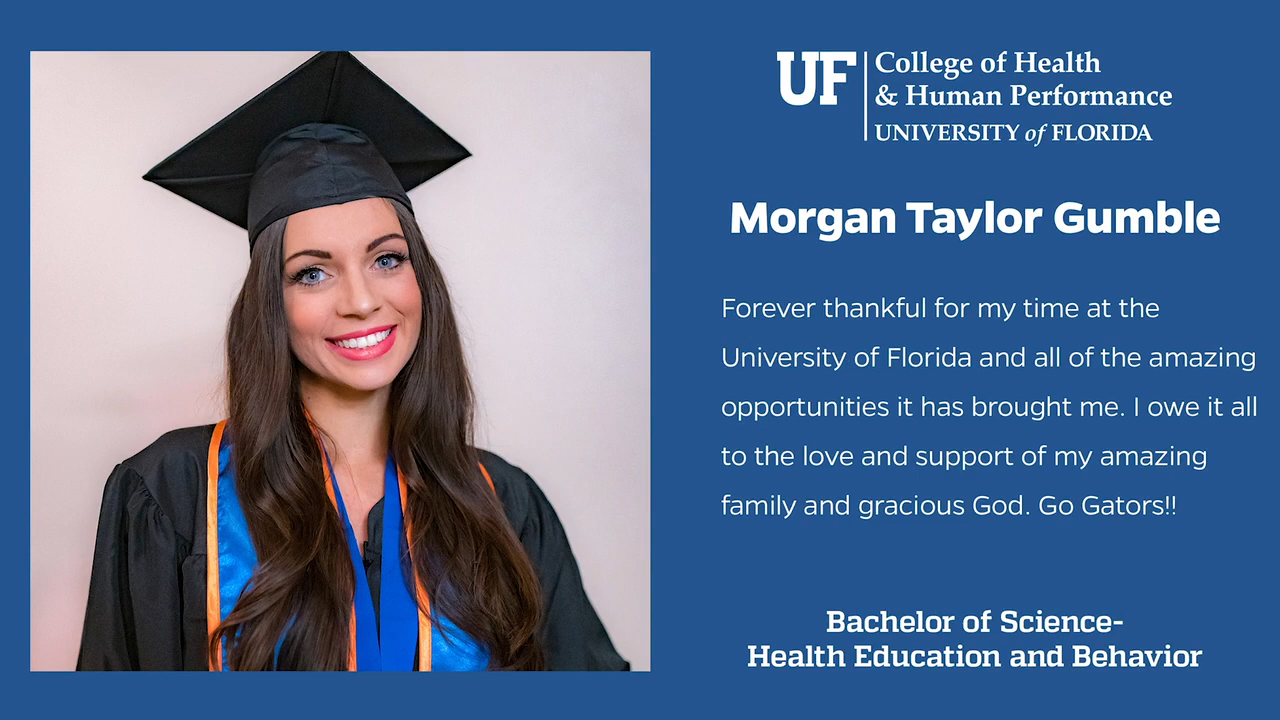 UF
College of Health
& Human Performance
UNIVERSITY of FLORIDA
Morgan Taylor Gumble
Forever thankful for my time at the
University of Florida and all of the amazing
opportunities it has brought me. I owe it all
to the love and support of my amazing
family and gracious God. Go Gators!!
Bachelor of Science-
Health Education and Behavior